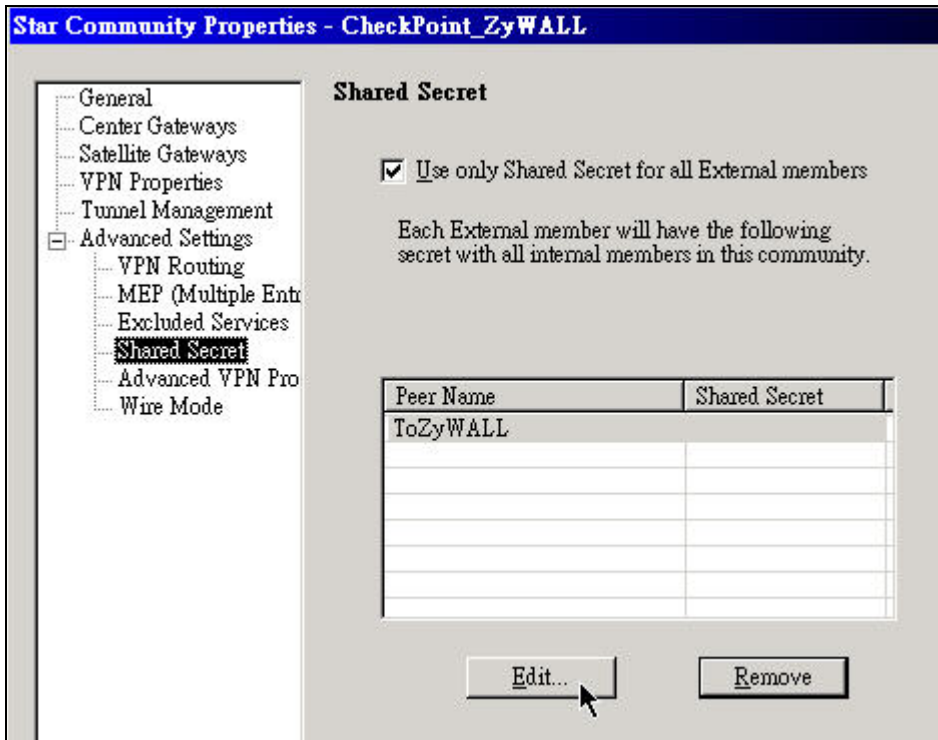 Star Community Properties - CheckPoint_ZyWALL
General
Center Gateways
Satellite Gateways
VPN Properties
Tunnel Management
Advanced Settings
VPN Routing
MEP (Multiple Entr
Excluded Services
Shared Secret
Advanced VPN Pro
Wire Mode
Shared Secret
Use only Shared Secret for all External members
Each External member will have the following
secret with all internal members in this community.
Peer Name Shared Secret
ToZyWALL
Edit... Remove